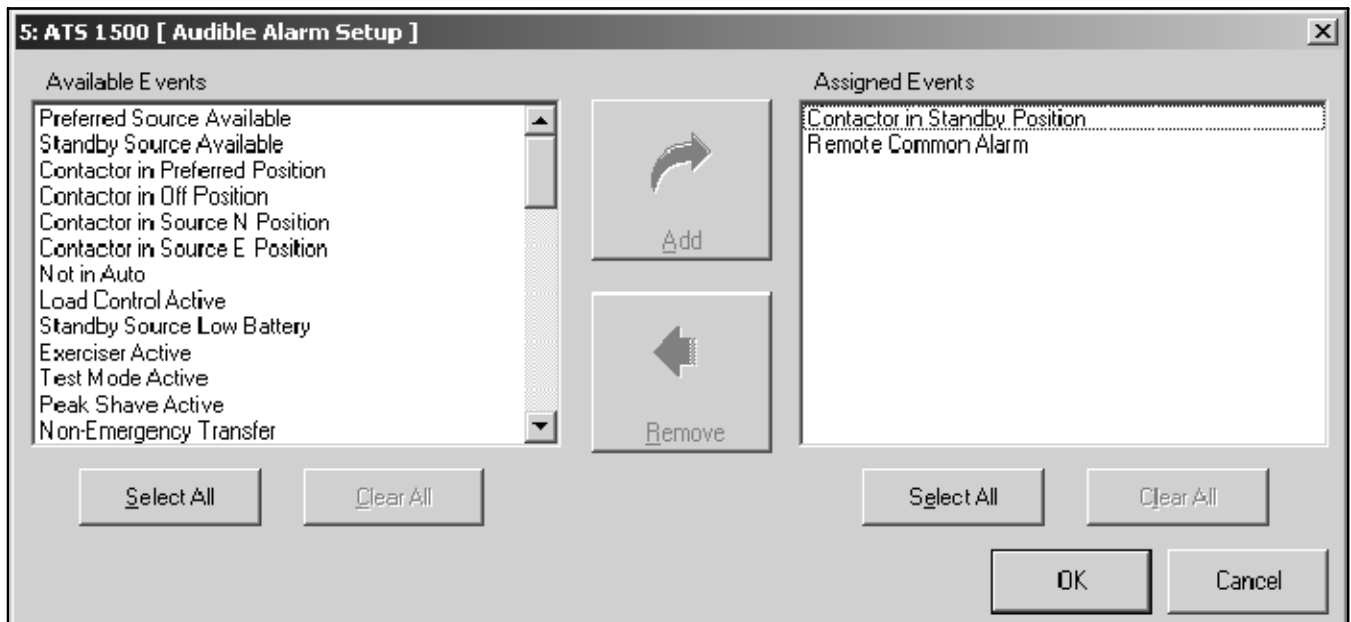 5: ATS 1500 [ Audible Alarm Setup ]
Available Events
Preferred Source Available
Standby Source Available
Contactor in Preferred Position
Contactor in Off Position
Contactor in Source N Position
Contactor in Source E Position
Not in Auto
Load Control Active
Standby Source Low Battery
Exerciser Active
Test Mode Active
Peak Shave Active
Non-Emergency Transfer
Select All
Clear All
Add
Remove
Assigned Events
Contactor in Standby Position
Remote Common Alarm
Select All
Clear All
OK
Cancel